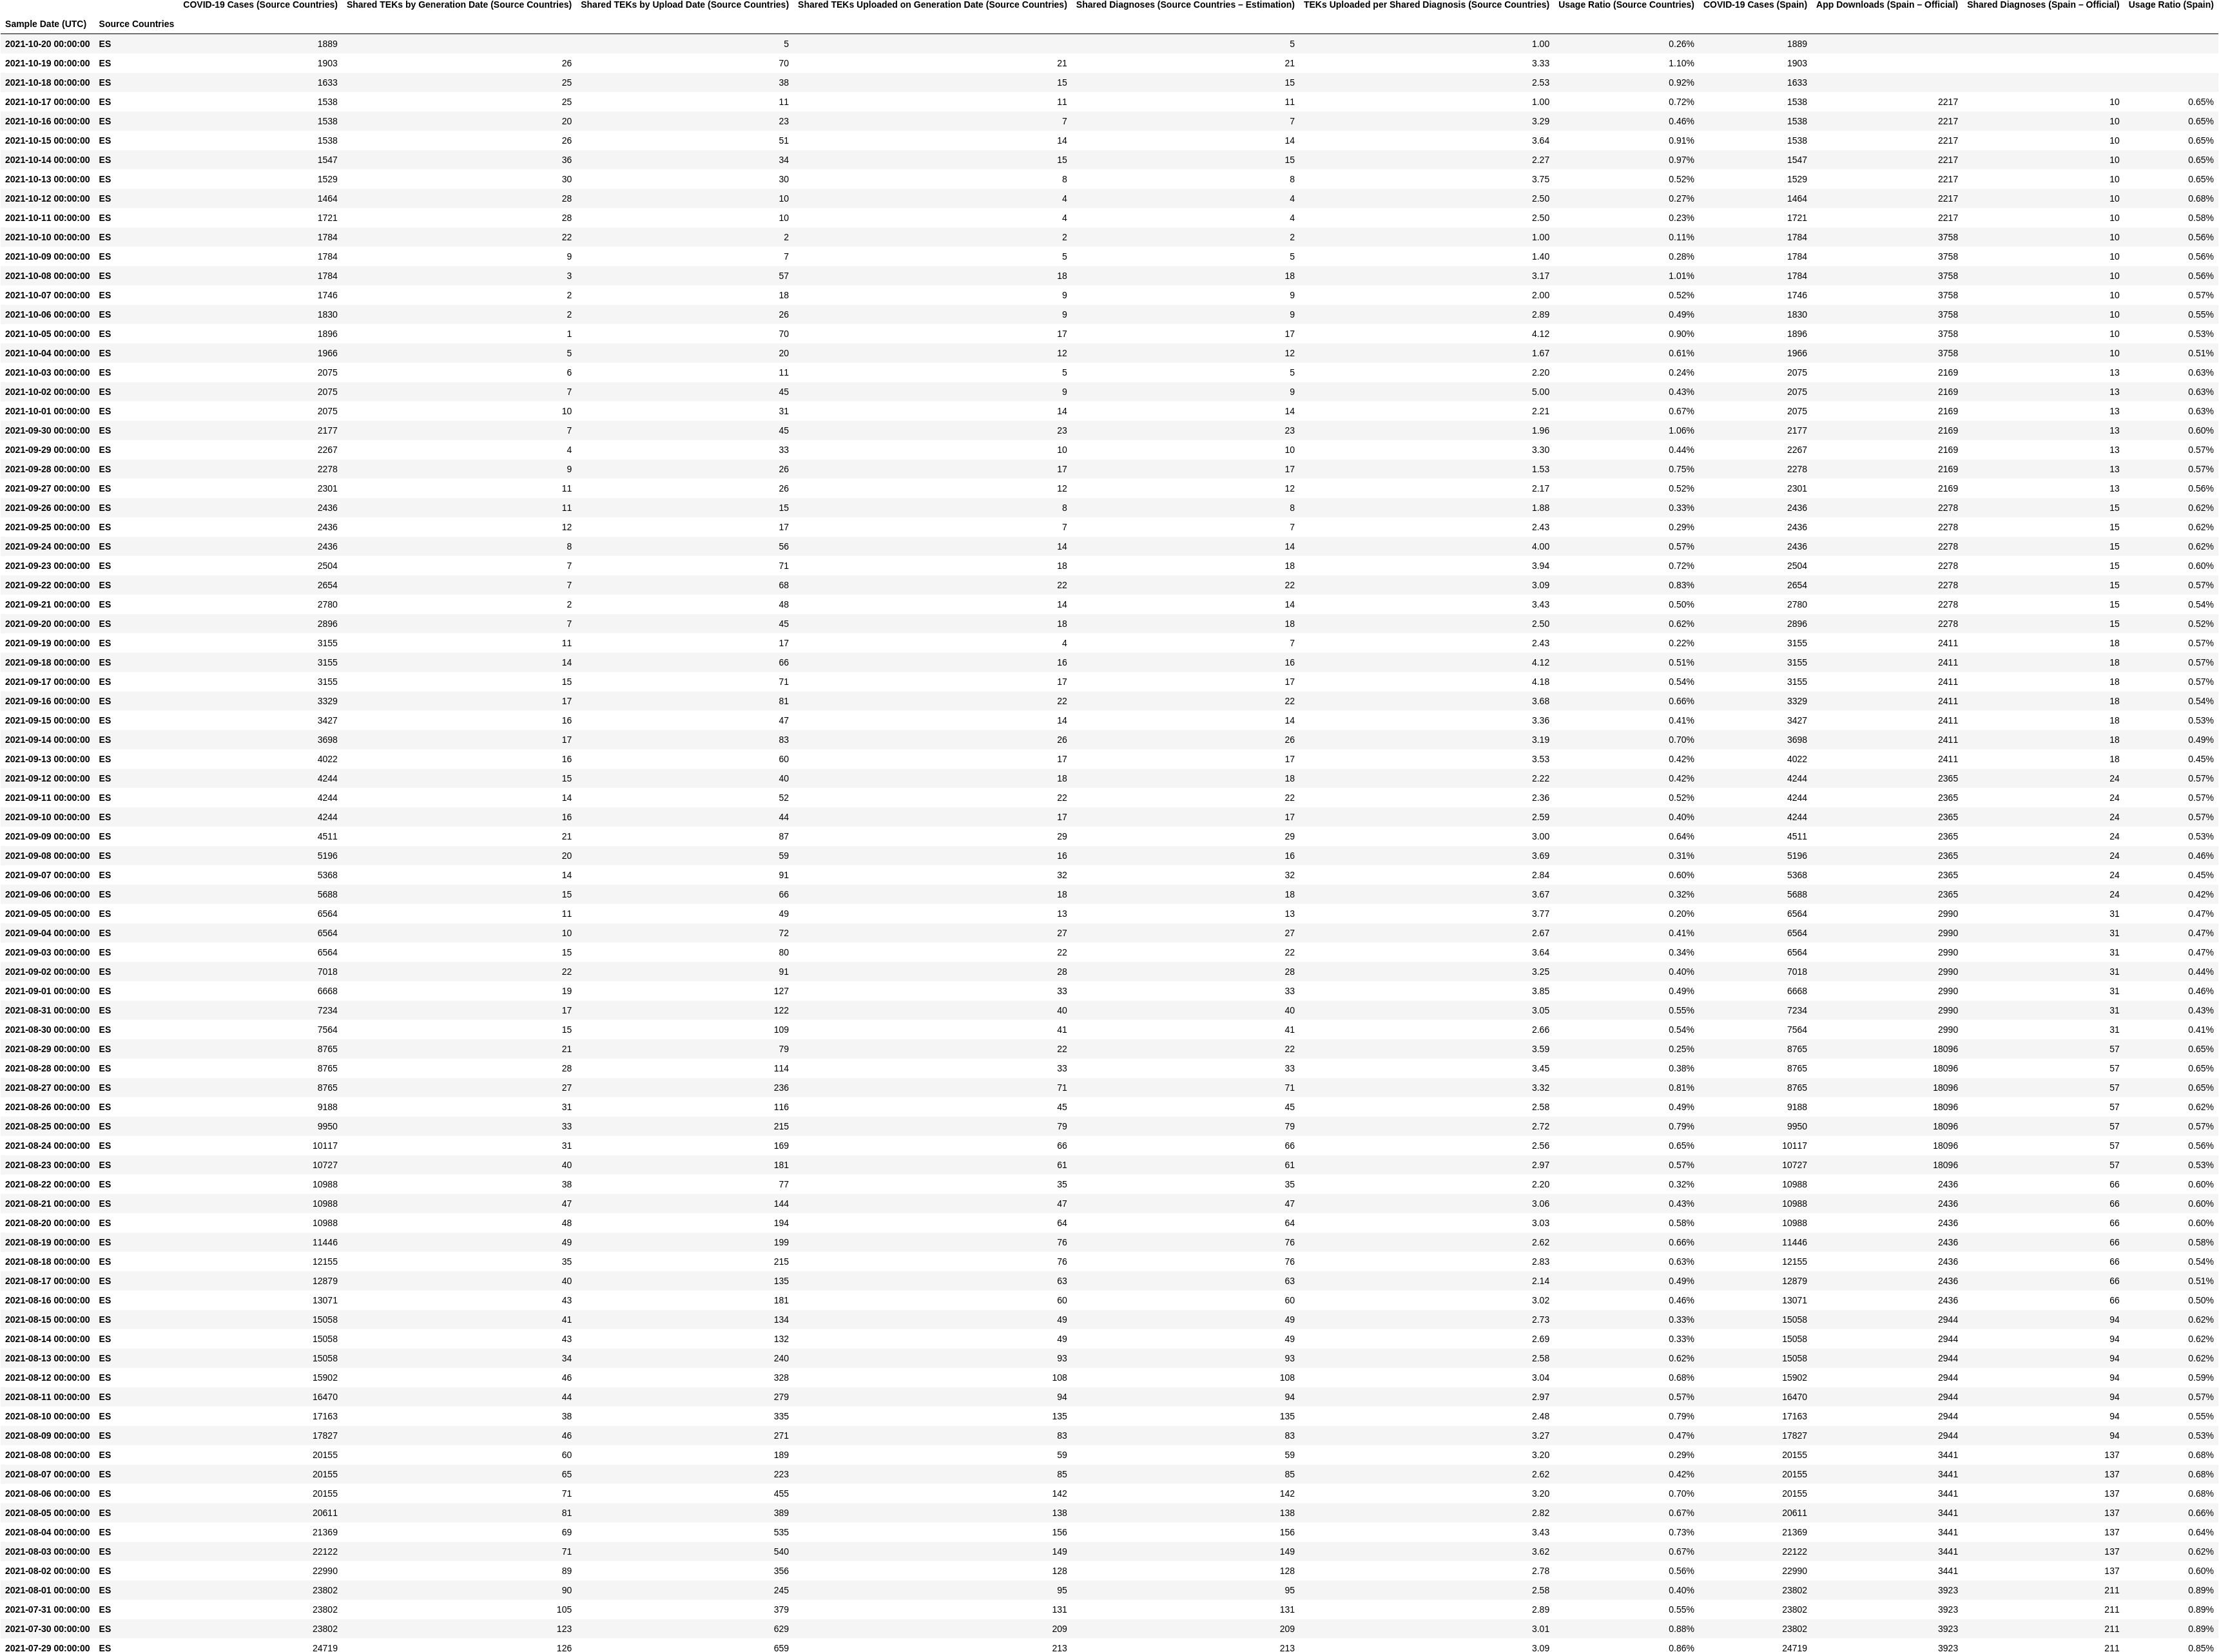 COVID-19 Cases (Source Countries) Shared TEKs by Generation Date (Source Countries) Shared TEKs by Upload Date (Source Countries) Shared TEKs Uploaded on Generation Date (Source Countries) Shared Diagnoses (Source Countries – Estimation) TEKs Uploaded per Shared Diagnosis (Source Countries) Usage Ratio (Source Countries) COVID-19 Cases (Spain) App Downloads (Spain – Official) Shared Diagnoses (Spain – Official) Usage Ratio (Spain)
Sample Date (UTC) Source Countries
2021-10-20 00:00:00 ES 1889 5 5 1.00 0.26% 1889
2021-10-19 00:00:00 ES 1903 26 70 21 21 3.33 1.10% 1903
2021-10-18 00:00:00 ES 1633 25 38 15 15 2.53 0.92% 1633
2021-10-17 00:00:00 ES 1538 25 11 11 11 1.00 0.72% 1538 2217 10 0.65%
2021-10-16 00:00:00 ES 1538 20 23 7 7 3.29 0.46% 1538 2217 10 0.65%
2021-10-15 00:00:00 ES 1538 26 51 14 14 3.64 0.91% 1538 2217 10 0.65%
2021-10-14 00:00:00 ES 1547 36 34 15 15 2.27 0.97% 1547 2217 10 0.65%
2021-10-13 00:00:00 ES 1529 30 30 8 8 3.75 0.52% 1529 2217 10 0.65%
2021-10-12 00:00:00 ES 1464 28 10 4 4 2.50 0.27% 1464 2217 10 0.68%
2021-10-11 00:00:00 ES 1721 28 10 4 4 2.50 0.23% 1721 2217 10 0.58%
2021-10-10 00:00:00 ES 1784 22 2 2 2 1.00 0.11% 1784 3758 10 0.56%
2021-10-09 00:00:00 ES 1784 9 7 5 5 1.40 0.28% 1784 3758 10 0.56%
2021-10-08 00:00:00 ES 1784 3 57 18 18 3.17 1.01% 1784 3758 10 0.56%
2021-10-07 00:00:00 ES 1746 2 18 9 9 2.00 0.52% 1746 3758 10 0.57%
2021-10-06 00:00:00 ES 1830 2 26 9 9 2.89 0.49% 1830 3758 10 0.55%
2021-10-05 00:00:00 ES 1896 1 70 17 17 4.12 0.90% 1896 3758 10 0.53%
2021-10-04 00:00:00 ES 1966 5 20 12 12 1.67 0.61% 1966 3758 10 0.51%
2021-10-03 00:00:00 ES 2075 6 11 5 5 2.20 0.24% 2075 2169 13 0.63%
2021-10-02 00:00:00 ES 2075 7 45 9 9 5.00 0.43% 2075 2169 13 0.63%
2021-10-01 00:00:00 ES 2075 10 31 14 14 2.21 0.67% 2075 2169 13 0.63%
2021-09-30 00:00:00 ES 2177 7 45 23 23 1.96 1.06% 2177 2169 13 0.60%
2021-09-29 00:00:00 ES 2267 4 33 10 10 3.30 0.44% 2267 2169 13 0.57%
2021-09-28 00:00:00 ES 2278 9 26 17 17 1.53 0.75% 2278 2169 13 0.57%
2021-09-27 00:00:00 ES 2301 11 26 12 12 2.17 0.52% 2301 2169 13 0.56%
2021-09-26 00:00:00 ES 2436 11 15 8 8 1.88 0.33% 2436 2278 15 0.62%
2021-09-25 00:00:00 ES 2436 12 17 7 7 2.43 0.29% 2436 2278 15 0.62%
2021-09-24 00:00:00 ES 2436 8 56 14 14 4.00 0.57% 2436 2278 15 0.62%
2021-09-23 00:00:00 ES 2504 7 71 18 18 3.94 0.72% 2504 2278 15 0.60%
2021-09-22 00:00:00 ES 2654 7 68 22 22 3.09 0.83% 2654 2278 15 0.57%
2021-09-21 00:00:00 ES 2780 2 48 14 14 3.43 0.50% 2780 2278 15 0.54%
2021-09-20 00:00:00 ES 2896 7 45 18 18 2.50 0.62% 2896 2278 15 0.52%
2021-09-19 00:00:00 ES 3155 11 17 4 7 2.43 0.22% 3155 2411 18 0.57%
2021-09-18 00:00:00 ES 3155 14 66 16 16 4.12 0.51% 3155 2411 18 0.57%
2021-09-17 00:00:00 ES 3155 15 71 17 17 4.18 0.54% 3155 2411 18 0.57%
2021-09-16 00:00:00 ES 3329 17 81 22 22 3.68 0.66% 3329 2411 18 0.54%
2021-09-15 00:00:00 ES 3427 16 47 14 14 3.36 0.41% 3427 2411 18 0.53%
2021-09-14 00:00:00 ES 3698 17 83 26 26 3.19 0.70% 3698 2411 18 0.49%
2021-09-13 00:00:00 ES 4022 16 60 17 17 3.53 0.42% 4022 2411 18 0.45%
2021-09-12 00:00:00 ES 4244 15 40 18 18 2.22 0.42% 4244 2365 24 0.57%
2021-09-11 00:00:00 ES 4244 14 52 22 22 2.36 0.52% 4244 2365 24 0.57%
2021-09-10 00:00:00 ES 4244 16 44 17 17 2.59 0.40% 4244 2365 24 0.57%
2021-09-09 00:00:00 ES 4511 21 87 29 29 3.00 0.64% 4511 2365 24 0.53%
2021-09-08 00:00:00 ES 5196 20 59 16 16 3.69 0.31% 5196 2365 24 0.46%
2021-09-07 00:00:00 ES 5368 14 91 32 32 2.84 0.60% 5368 2365 24 0.45%
2021-09-06 00:00:00 ES 5688 15 66 18 18 3.67 0.32% 5688 2365 24 0.42%
2021-09-05 00:00:00 ES 6564 11 49 13 13 3.77 0.20% 6564 2990 31 0.47%
2021-09-04 00:00:00 ES 6564 10 72 27 27 2.67 0.41% 6564 2990 31 0.47%
2021-09-03 00:00:00 ES 6564 15 80 22 22 3.64 0.34% 6564 2990 31 0.47%
2021-09-02 00:00:00 ES 7018 22 91 28 28 3.25 0.40% 7018 2990 31 0.44%
2021-09-01 00:00:00 ES 6668 19 127 33 33 3.85 0.49% 6668 2990 31 0.46%
2021-08-31 00:00:00 ES 7234 17 122 40 40 3.05 0.55% 7234 2990 31 0.43%
2021-08-30 00:00:00 ES 7564 15 109 41 41 2.66 0.54% 7564 2990 31 0.41%
2021-08-29 00:00:00 ES 8765 21 79 22 22 3.59 0.25% 8765 18096 57 0.65%
2021-08-28 00:00:00 ES 8765 28 114 33 33 3.45 0.38% 8765 18096 57 0.65%
2021-08-27 00:00:00 ES 8765 27 236 71 71 3.32 0.81% 8765 18096 57 0.65%
2021-08-26 00:00:00 ES 9188 31 116 45 45 2.58 0.49% 9188 18096 57 0.62%
2021-08-25 00:00:00 ES 9950 33 215 79 79 2.72 0.79% 9950 18096 57 0.57%
2021-08-24 00:00:00 ES 10117 31 169 66 66 2.56 0.65% 10117 18096 57 0.56%
2021-08-23 00:00:00 ES 10727 40 181 61 61 2.97 0.57% 10727 18096 57 0.53%
2021-08-22 00:00:00 ES 10988 38 77 35 35 2.20 0.32% 10988 2436 66 0.60%
2021-08-21 00:00:00 ES 10988 47 144 47 47 3.06 0.43% 10988 2436 66 0.60%
2021-08-20 00:00:00 ES 10988 48 194 64 64 3.03 0.58% 10988 2436 66 0.60%
2021-08-19 00:00:00 ES 11446 49 199 76 76 2.62 0.66% 11446 2436 66 0.58%
2021-08-18 00:00:00 ES 12155 35 215 76 76 2.83 0.63% 12155 2436 66 0.54%
2021-08-17 00:00:00 ES 12879 40 135 63 63 2.14 0.49% 12879 2436 66 0.51%
2021-08-16 00:00:00 ES 13071 43 181 60 60 3.02 0.46% 13071 2436 66 0.50%
2021-08-15 00:00:00 ES 15058 41 134 49 49 2.73 0.33% 15058 2944 94 0.62%
2021-08-14 00:00:00 ES 15058 43 132 49 49 2.69 0.33% 15058 2944 94 0.62%
2021-08-13 00:00:00 ES 15058 34 240 93 93 2.58 0.62% 15058 2944 94 0.62%
2021-08-12 00:00:00 ES 15902 46 328 108 108 3.04 0.68% 15902 2944 94 0.59%
2021-08-11 00:00:00 ES 16470 44 279 94 94 2.97 0.57% 16470 2944 94 0.57%
2021-08-10 00:00:00 ES 17163 38 335 135 135 2.48 0.79% 17163 2944 94 0.55%
2021-08-09 00:00:00 ES 17827 46 271 83 83 3.27 0.47% 17827 2944 94 0.53%
2021-08-08 00:00:00 ES 20155 60 189 59 59 3.20 0.29% 20155 3441 137 0.68%
2021-08-07 00:00:00 ES 20155 65 223 85 85 2.62 0.42% 20155 3441 137 0.68%
2021-08-06 00:00:00 ES 20155 71 455 142 142 3.20 0.70% 20155 3441 137 0.68%
2021-08-05 00:00:00 ES 20611 81 389 138 138 2.82 0.67% 20611 3441 137 0.66%
2021-08-04 00:00:00 ES 21369 69 535 156 156 3.43 0.73% 21369 3441 137 0.64%
2021-08-03 00:00:00 ES 22122 71 540 149 149 3.62 0.67% 22122 3441 137 0.62%
2021-08-02 00:00:00 ES 22990 89 356 128 128 2.78 0.56% 22990 3441 137 0.60%
2021-08-01 00:00:00 ES 23802 90 245 95 95 2.58 0.40% 23802 3923 211 0.89%
2021-07-31 00:00:00 ES 23802 105 379 131 131 2.89 0.55% 23802 3923 211 0.89%
2021-07-30 00:00:00 ES 23802 123 629 209 209 3.01 0.88% 23802 3923 211 0.89%
2021-07-29 00:00:00 ES 24719 126 659 213 213 3.09 0.86% 24719 3923 211 0.85%